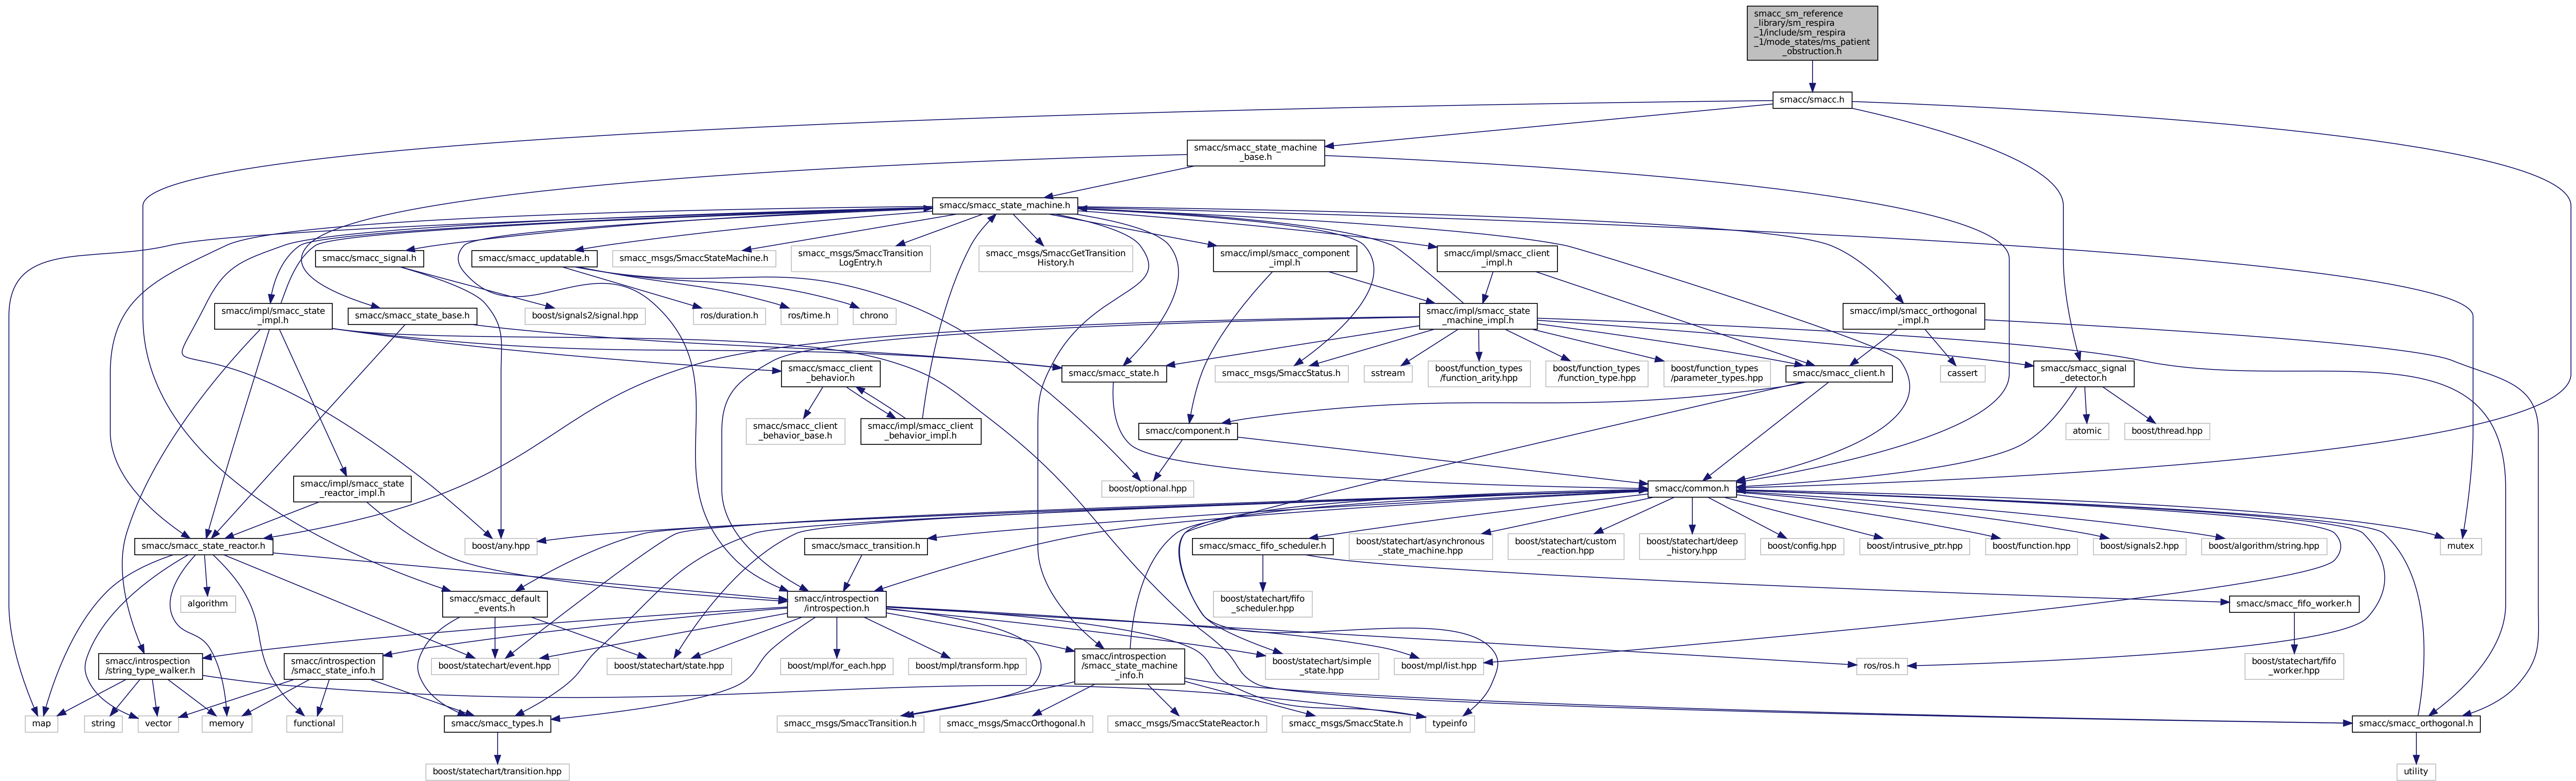 smacc_sm_reference
_library/sm_respira
_1/include/sm_respira
_1/mode_states/ms_patient
_obstruction.h
smacc/smacc.h
smacc/smacc_state_machine
_base.h
smacc/smacc_state_machine.h
smacc/smacc_signal.h
smacc/smacc_updatable.h
smacc_msgs/SmaccStateMachine.h
smacc_msgs/SmaccTransition
LogEntry.h
smacc_msgs/SmaccGetTransition
History.h
smacc/impl/smacc_component
_impl.h
smacc/impl/smacc_client
_impl.h
smacc/impl/smacc_state
_impl.h
smacc/smacc_state_base.h
boost/signals2/signal.hpp
ros/duration.h
ros/time.h
chrono
smacc/impl/smacc_state
_machine_impl.h
smacc/impl/smacc_orthogonal
_impl.h
smacc/smacc_client
_behavior.h
smacc/smacc_state.h
smacc_msgs/SmaccStatus.h
sstream
boost/function_types
/function_arity.hpp
boost/function_types
/function_type.hpp
boost/function_types
/parameter_types.hpp
smacc/smacc_client.h
cassert
smacc/smacc_signal
_detector.h
smacc/smacc_client
_behavior_base.h
smacc/impl/smacc_client
_behavior_impl.h
smacc/component.h
atomic
boost/thread.hpp
smacc/impl/smacc_state
_reactor_impl.h
boost/optional.hpp
smacc/common.h
smacc/smacc_state_reactor.h
boost/any.hpp
smacc/smacc_transition.h
smacc/smacc_fifo_scheduler.h
boost/statechart/asynchronous
_state_machine.hpp
boost/statechart/custom
_reaction.hpp
boost/statechart/deep
_history.hpp
boost/config.hpp
boost/intrusive_ptr.hpp
boost/function.hpp
boost/signals2.hpp
boost/algorithm/string.hpp
mutex
algorithm
smacc/smacc_default
_events.h
smacc/introspection
/introspection.h
boost/statechart/fifo
_scheduler.hpp
smacc/smacc_fifo_worker.h
smacc/introspection
/string_type_walker.h
smacc/introspection
/smacc_state_info.h
boost/statechart/event.hpp
boost/statechart/state.hpp
boost/mpl/for_each.hpp
boost/mpl/transform.hpp
smacc/introspection
/smacc_state_machine
_info.h
boost/statechart/simple
_state.hpp
boost/mpl/list.hpp
ros/ros.h
boost/statechart/fifo
_worker.hpp
map
string
vector
memory
functional
smacc/smacc_types.h
smacc_msgs/SmaccTransition.h
smacc_msgs/SmaccOrthogonal.h
smacc_msgs/SmaccStateReactor.h
smacc_msgs/SmaccState.h
typeinfo
smacc/smacc_orthogonal.h
boost/statechart/transition.hpp
utility